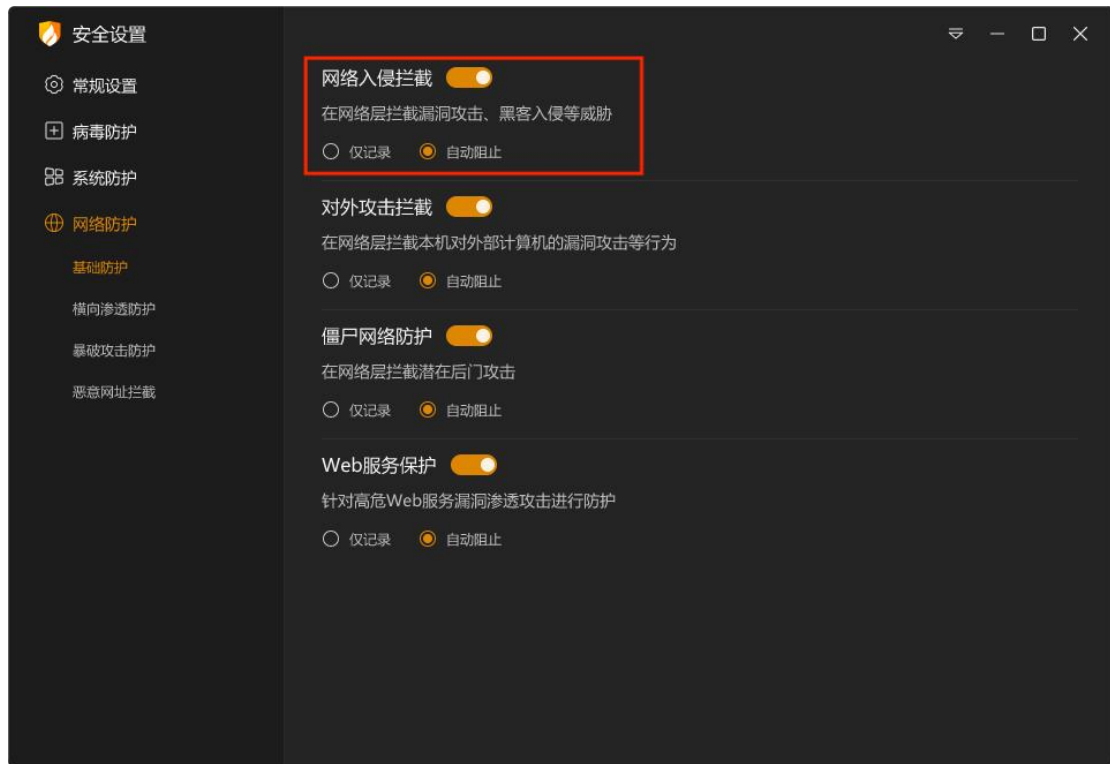 安全设置
常规设置
病毒防护
系统防护
网络防护
基础防护
横向渗透防护
暴破攻击防护
恶意网址拦截
网络入侵拦截
在网络层拦截漏洞攻击、黑客入侵等威胁
仅记录 自动阻止
对外攻击拦截
在网络层拦截本机对外部计算机的漏洞攻击等行为
仅记录 自动阻止
僵尸网络防护
在网络层拦截潜在后门攻击
仅记录 自动阻止
Web服务保护
针对高危Web服务漏洞渗透攻击进行防护
仅记录 自动阻止